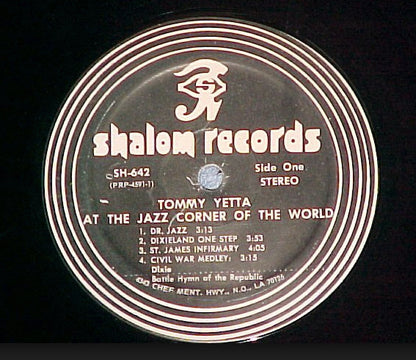 S
shalom records
SH-642 Side One
(PRP-4591-1) STEREO
TOMMY YETTA
AT THE JAZZ CORNER OF THE WORLD
1. DR. JAZZ 3:13
2. DIXIELAND ONE STEP 3:53
3. ST. JAMES INFIRMARY 4:05
4. CIVIL WAR MEDLEY: 3:15
Dixie
Battle Hymn of the Republic
CHEF MENT. HWY., N.O., LA 70126